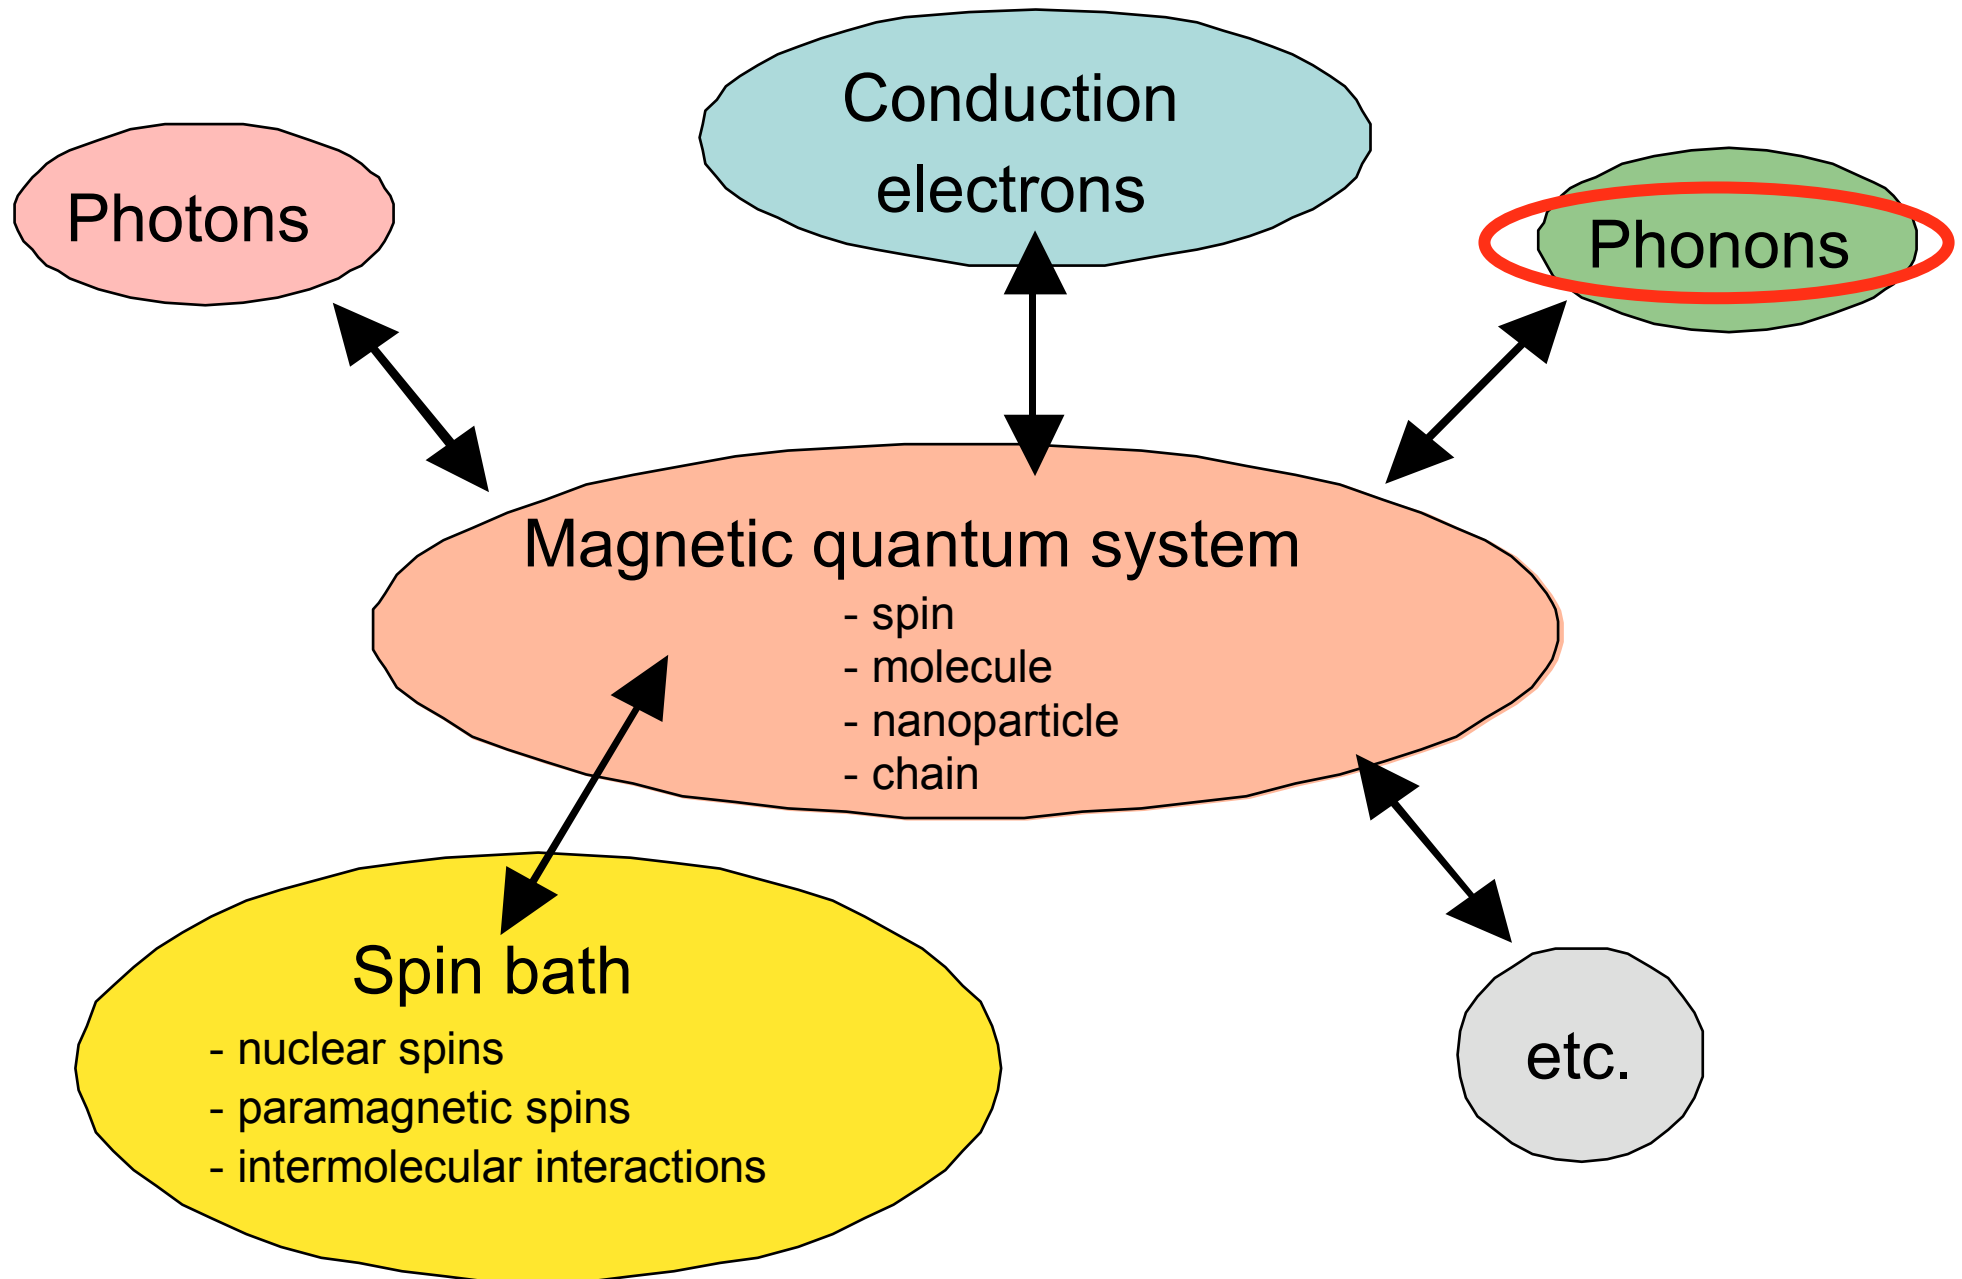 Conduction
electrons
Photons
Phonons
Magnetic quantum system
- spin
- molecule
- nanoparticle
- chain
Spin bath
- nuclear spins
- paramagnetic spins
- intermolecular interactions
etc.